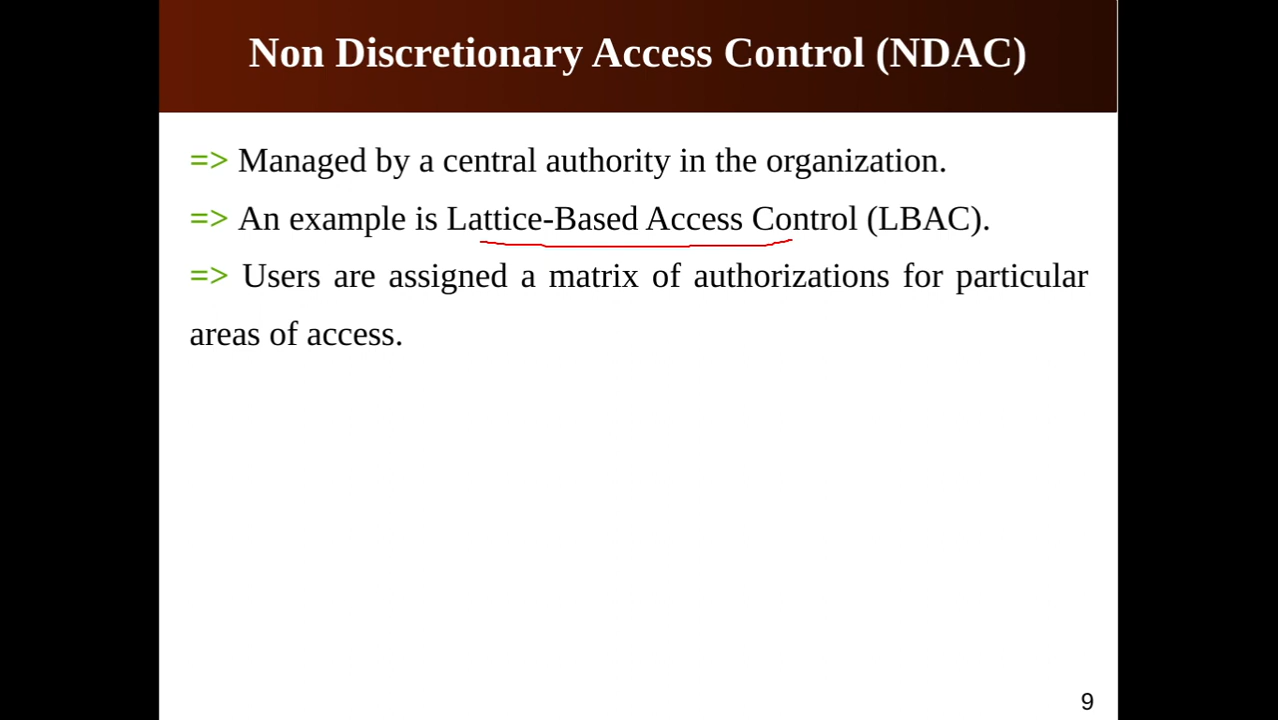 Non Discretionary Access Control (NDAC)
=> Managed by a central authority in the organization.
=> An example is Lattice-Based Access Control (LBAC).
=> Users are assigned a matrix of authorizations for particular
areas of access.
9